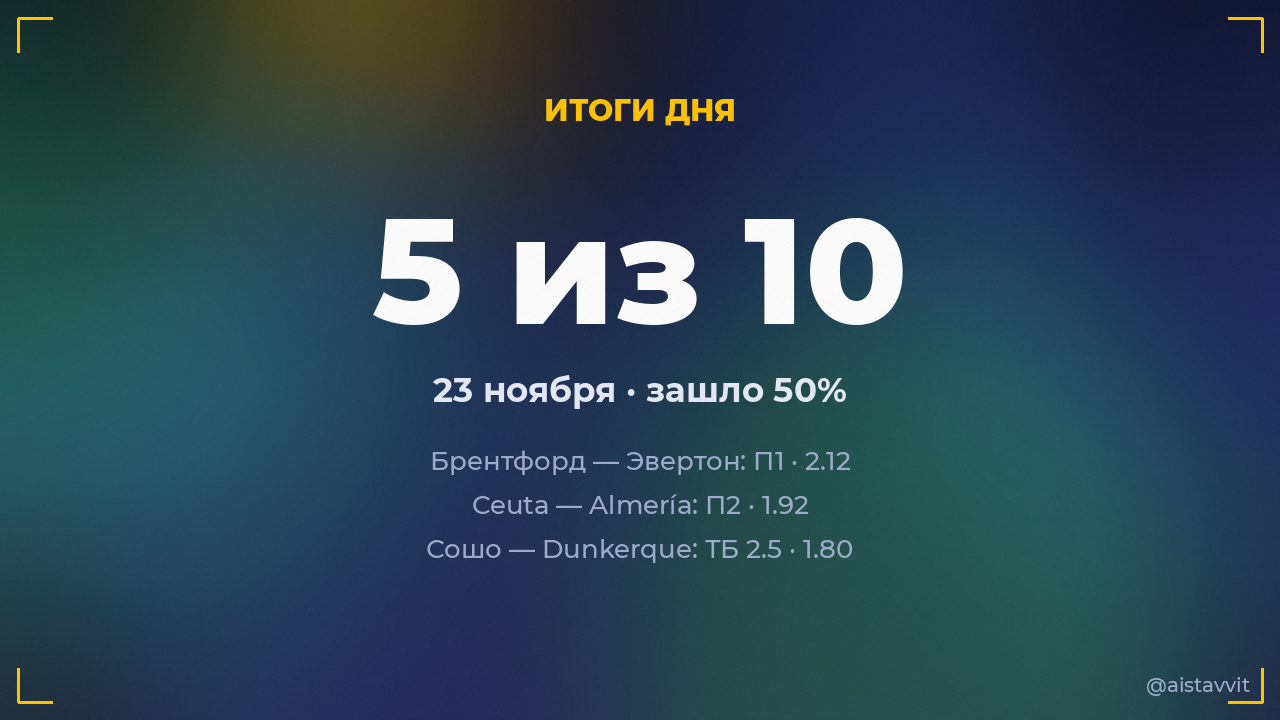 ИТОГИ ДНЯ
5 из 10
23 ноября · зашло 50%
Брентфорд — Эвертон: П1 · 2.12
Ceuta — Almería: П2 · 1.92
Сошо — Dunkerque: ТБ 2.5 · 1.80
@aistavvit